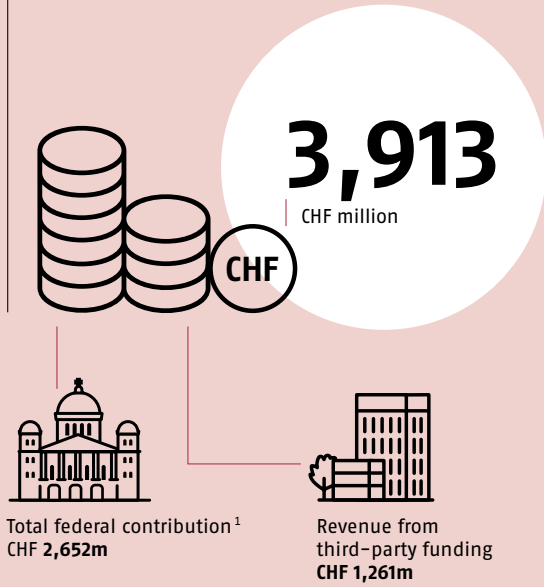 3,913
CHF million
CHF
Total federal contribution¹
CHF 2,652m
Revenue from
third-party funding
CHF 1,261m